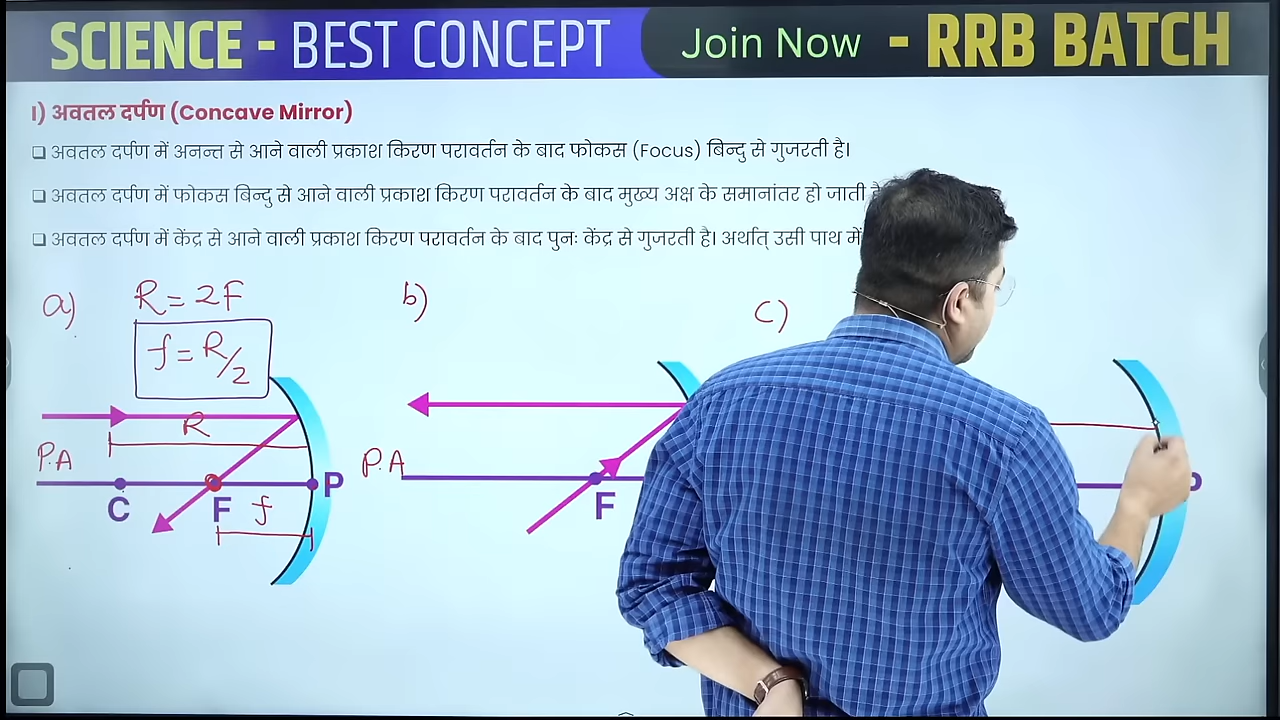 SCIENCE - BEST CONCEPT Join Now - RRB BATCH
I) अवतल दर्पण (Concave Mirror)
❑ अवतल दर्पण में अनन्त से आने वाली प्रकाश किरण परावर्तन के बाद फोकस (Focus) बिन्दु से गुजरती है।
❑ अवतल दर्पण में फोकस बिन्दु से आने वाली प्रकाश किरण परावर्तन के बाद मुख्य अक्ष के समानांतर हो जाती
❑ अवतल दर्पण में केंद्र से आने वाली प्रकाश किरण परावर्तन के बाद पुनः केंद्र से गुजरती है। अर्थात् उसी पाथ में
a) R = 2F b) c)
f = R/2
R
P.A P.A
C F P F P
f